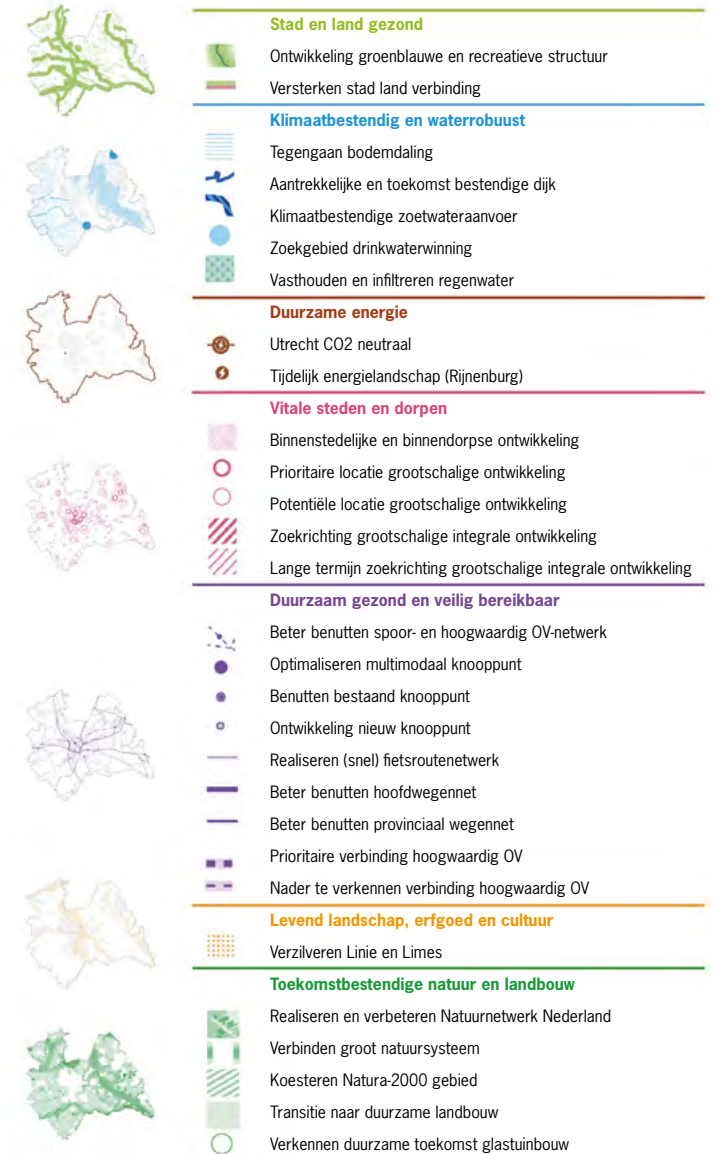 Stad en land gezond
Ontwikkeling groenblauwe en recreatieve structuur
Versterken stad land verbinding
Klimaatbestendig en waterrobuust
Tegengaan bodemdaling
Aantrekkelijke en toekomst bestendige dijk
Klimaatbestendige zoetwateraanvoer
Zoekgebied drinkwaterwinning
Vasthouden en infiltreren regenwater
Duurzame energie
Utrecht CO2 neutraal
Tijdelijk energielandschap (Rijnenburg)
Vitale steden en dorpen
Binnenstedelijke en binnendorpse ontwikkeling
Prioritaire locatie grootschalige ontwikkeling
Potentiële locatie grootschalige ontwikkeling
Zoekrichting grootschalige integrale ontwikkeling
Lange termijn zoekrichting grootschalige integrale ontwikkeling
Duurzaam gezond en veilig bereikbaar
Beter benutten spoor- en hoogwaardig OV-netwerk
Optimaliseren multimodaal knooppunt
Benutten bestaand knooppunt
Ontwikkeling nieuw knooppunt
Realiseren (snel) fietsroutenetwerk
Beter benutten hoofdwegennet
Beter benutten provinciaal wegennet
Prioritaire verbinding hoogwaardig OV
Nader te verkennen verbinding hoogwaardig OV
Levend landschap, erfgoed en cultuur
Verzilveren Linie en Limes
Toekomstbestendige natuur en landbouw
Realiseren en verbeteren Natuurnetwerk Nederland
Verbinden groot natuursysteem
Koesteren Natura-2000 gebied
Transitie naar duurzame landbouw
Verkennen duurzame toekomst glastuinbouw